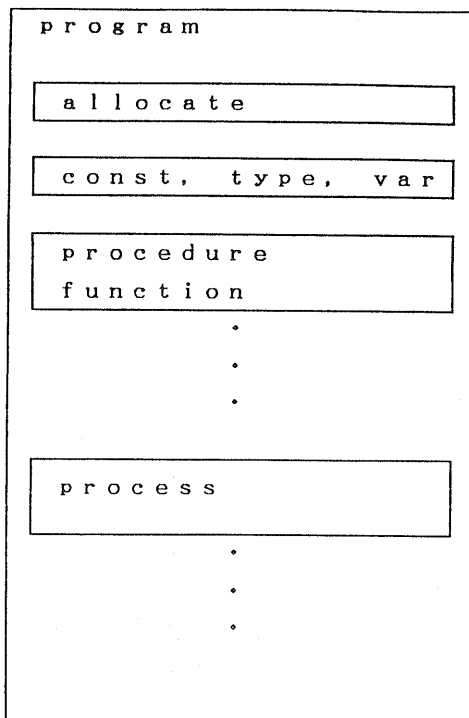 program
allocate
const, type, var
procedure
function
process